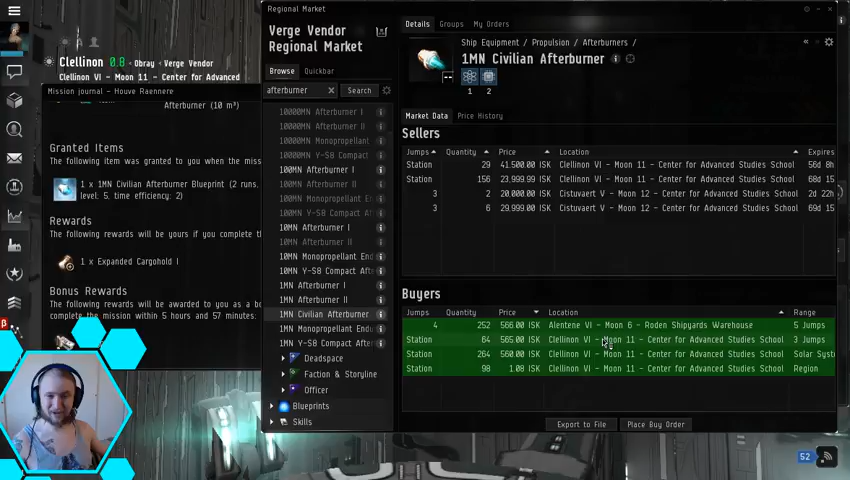 Clellinon 0.8 • Obray • Verge Vendor
Clellinon VI - Moon 11 - Center for Advanced
Mission journal - Houve Raennere
Afterburner (10 m³)
Granted Items
The following item was granted to you when the miss
1 x 1MN Civilian Afterburner Blueprint (2 runs,
level: 5, time efficiency: 2)
Rewards
The following rewards will be yours if you complete t
1 x Expanded Cargohold I
Bonus Rewards
The following rewards will be awarded to you as a bo
complete the mission within 5 hours and 57 minutes:
Regional Market
Verge Vendor
Regional Market
Browse Quickbar
afterburner
Search
10000MN Afterburner I
10000MN Afterburner II
10000MN Monopropellant
10000MN Y-S8 Compact
100MN Afterburner I
100MN Afterburner II
100MN Monopropellant En
100MN Y-S8 Compact Aft
10MN Afterburner I
10MN Afterburner II
10MN Monopropellant End
10MN Y-S8 Compact Afte
1MN Afterburner I
1MN Afterburner II
1MN Civilian Afterburner
1MN Monopropellant Endu
1MN Y-S8 Compact After
Deadspace
Faction & Storyline
Officer
Blueprints
Skills
Details Groups My Orders
Ship Equipment / Propulsion / Afterburners /
1MN Civilian Afterburner
1 2
Market Data Price History
Sellers
Jumps Quantity Price Location Expires
Station 29 41.500.00 ISK Clellinon VI - Moon 11 - Center for Advanced Studies School 56d 8h
Station 156 23.999.99 ISK Clellinon VI - Moon 11 - Center for Advanced Studies School 68d 15
3 2 20,000.00 ISK Cistuvaert V - Moon 12 - Center for Advanced Studies School 2d 22h
3 6 29.999.00 ISK Cistuvaert V - Moon 12 - Center for Advanced Studies School 69d 15
Buyers
Jumps Quantity Price Location Range
4 252 566.00 ISK Alentene VI - Moon 6 - Roden Shipyards Warehouse 5 Jumps
Station 64 565.00 ISK Clellinon VI - Moon 11 - Center for Advanced Studies School 3 Jumps
Station 264 560.00 ISK Clellinon VI - Moon 11 - Center for Advanced Studies School Solar Syst
Station 98 1.08 ISK Clellinon VI - Moon 11 - Center for Advanced Studies School Region
Export to File Place Buy Order
52